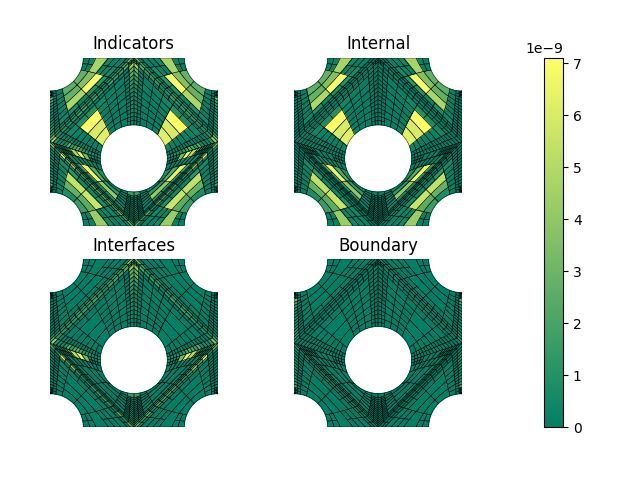 Indicators
Internal
1e−9
7
6
5
4
3
2
1
0
Interfaces
Boundary